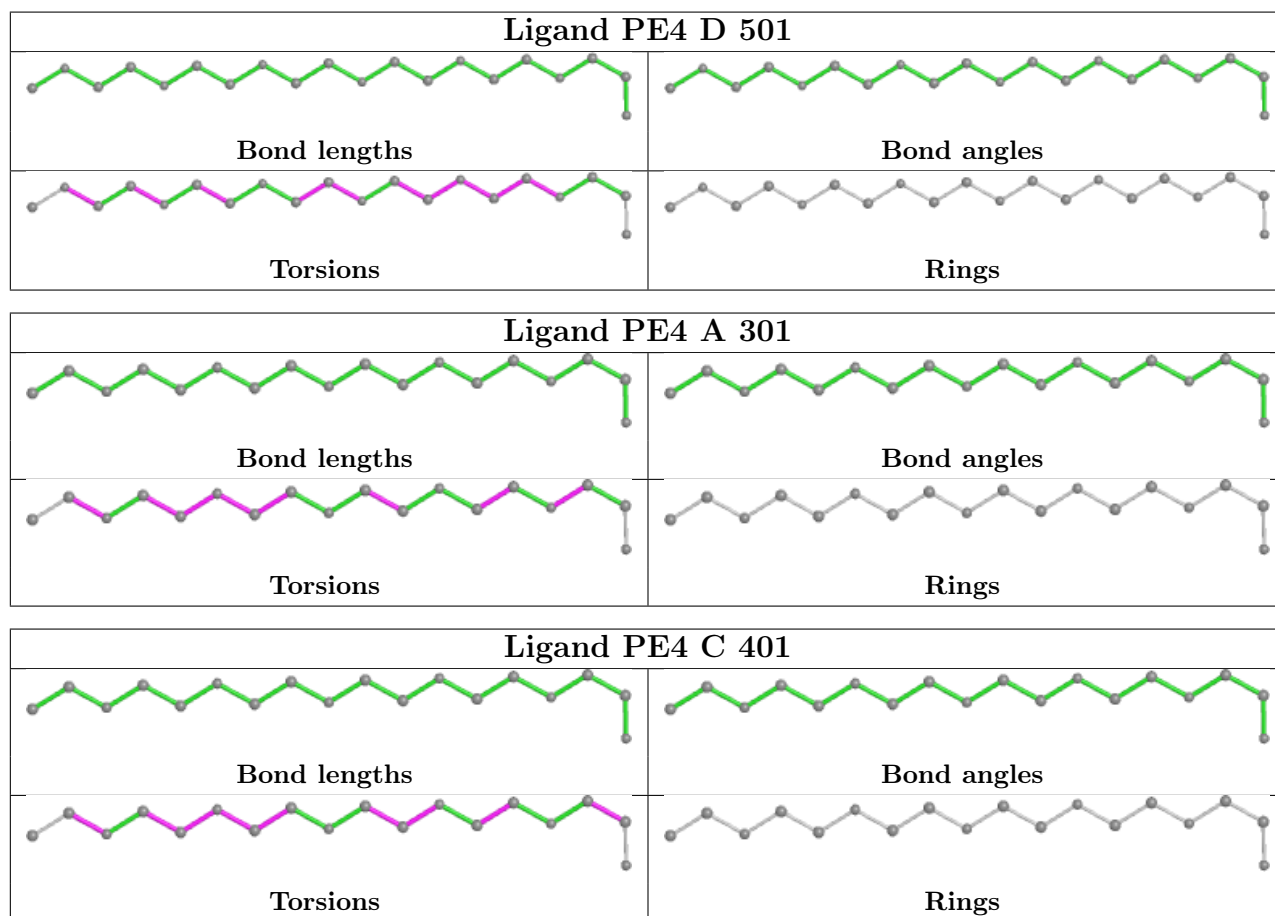 Ligand PE4 D 501
Bond lengths Bond angles
Torsions Rings
Ligand PE4 A 301
Bond lengths Bond angles
Torsions Rings
Ligand PE4 C 401
Bond lengths Bond angles
Torsions Rings